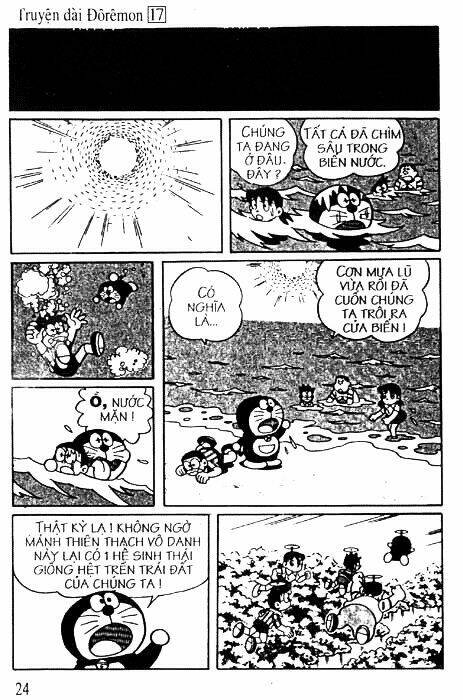 Truyện dài Đôrêmon 17
CHÚNG
TA ĐANG
Ở ĐÂU
ĐÂY ?
TẤT CẢ ĐÃ CHÌM
SÂU TRONG
BIỂN NƯỚC.
Ồ, NƯỚC
MẶN !
CÓ
NGHĨA
LÀ...
CƠN MƯA LŨ
VỪA RỒI ĐÃ
CUỐN CHÚNG
TA TRÔI RA
CỬA BIỂN !
THẬT KỲ LẠ ! KHÔNG NGỜ
MẢNH THIÊN THẠCH VÔ DANH
NÀY LẠI CÓ 1 HỆ SINH THÁI
GIỐNG HỆT TRÊN TRÁI ĐẤT
CỦA CHÚNG TA !
24